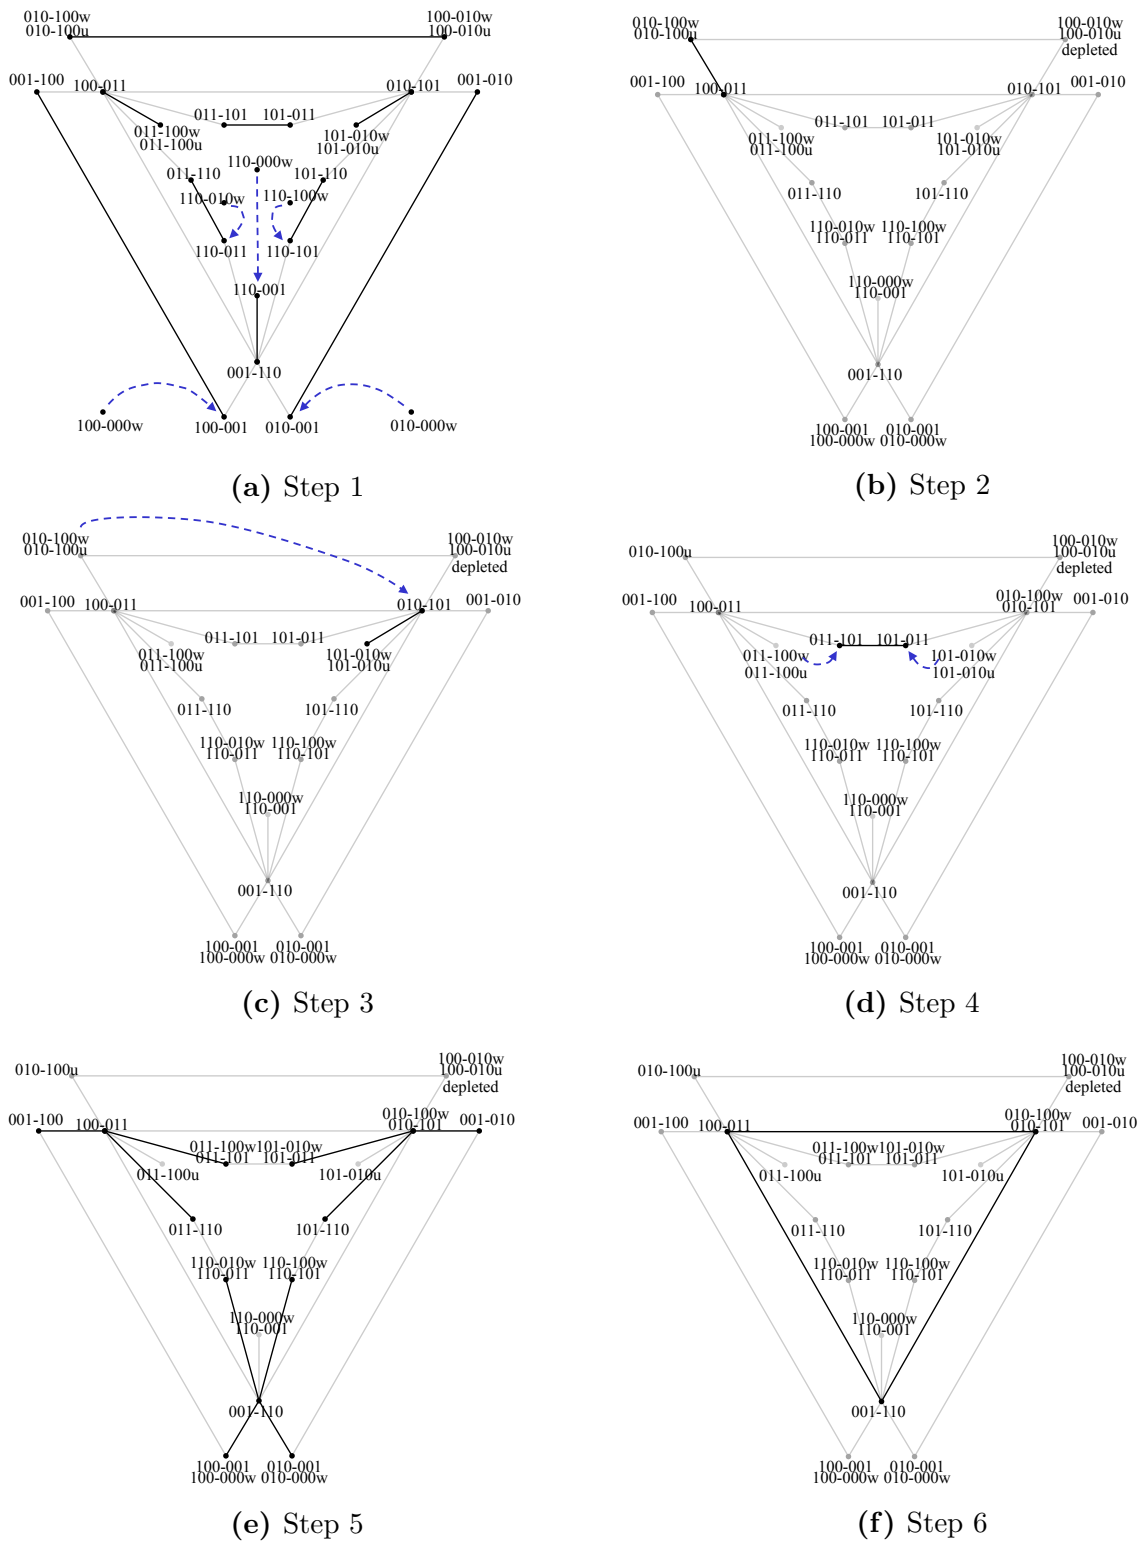 010-100w 100-010w
010-100u 100-010u
001-100 100-011 010-101 001-010
011-101 101-011
011-100w 101-010w
011-100u 101-010u
110-000w
011-110 101-110
110-010w 110-100w
110-011 110-101
110-001
001-110
100-000w 100-001 010-001 010-000w
(a) Step 1
010-100w 100-010w
010-100u 100-010u
depleted
001-100 100-011 010-101 001-010
011-101 101-011
011-100w 101-010w
011-100u 101-010u
011-110 101-110
110-010w 110-100w
110-011 110-101
110-000w
110-001
001-110
100-001 010-001
100-000w 010-000w
(b) Step 2
010-100w 100-010w
010-100u 100-010u
depleted
001-100 100-011 010-101 001-010
011-101 101-011
011-100w 101-010w
011-100u 101-010u
011-110 101-110
110-010w 110-100w
110-011 110-101
110-000w
110-001
001-110
100-001 010-001
100-000w 010-000w
(c) Step 3
100-010w
010-100u 100-010u
depleted
010-100w
001-100 100-011 010-101 001-010
011-101 101-011
011-100w 101-010w
011-100u 101-010u
011-110 101-110
110-010w 110-100w
110-011 110-101
110-000w
110-001
001-110
100-001 010-001
100-000w 010-000w
(d) Step 4
100-010w
010-100u 100-010u
depleted
010-100w
001-100 100-011 010-101 001-010
011-100w 101-010w
011-101 101-011
011-100u 101-010u
011-110 101-110
110-010w 110-100w
110-011 110-101
110-000w
110-001
001-110
100-001 010-001
100-000w 010-000w
(e) Step 5
100-010w
010-100u 100-010u
depleted
010-100w
001-100 100-011 010-101 001-010
011-100w 101-010w
011-101 101-011
011-100u 101-010u
011-110 101-110
110-010w 110-100w
110-011 110-101
110-000w
110-001
001-110
100-001 010-001
100-000w 010-000w
(f) Step 6